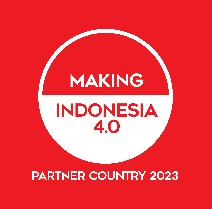 MAKING
INDONESIA
4.0
PARTNER COUNTRY 2023